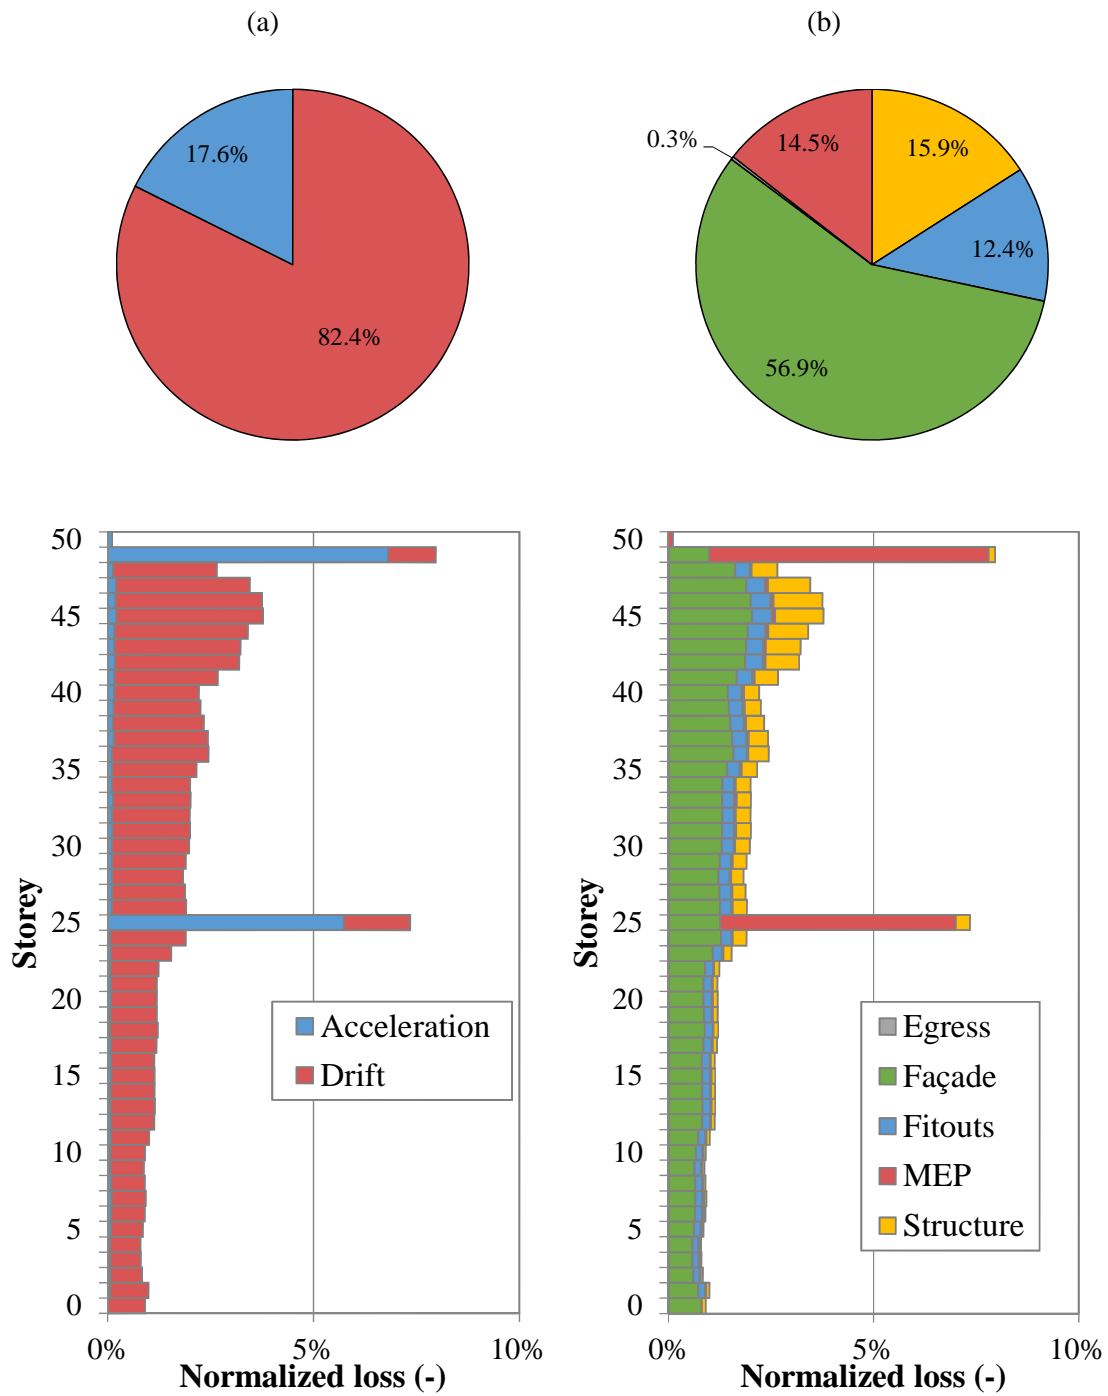 (a)
(b)
17.6%
82.4%
0.3%
14.5%
15.9%
12.4%
56.9%
50
45
40
35
30
25
20
15
10
5
0
Storey
Acceleration
Drift
0%
5%
10%
Normalized loss (-)
50
45
40
35
30
25
20
15
10
5
0
Storey
Egress
Façade
Fitouts
MEP
Structure
0%
5%
10%
Normalized loss (-)